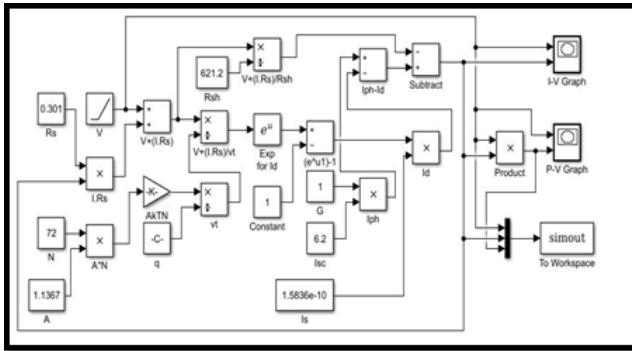 621.2
Rsh
V+(I.Rs)/Rsh
Iph-Id
Subtract
I-V Graph
0.301
Rs
V
V+(I.Rs)
V+(I.Rs)/vt
e^u
Exp
for Id
(e^u1)-1
Id
Product
P-V Graph
I.Rs
-K-
AkTN
vt
1
Constant
1
G
Iph
72
N
A*N
-C-
q
6.2
Isc
simout
To Workspace
1.1367
A
1.5836e-10
Is